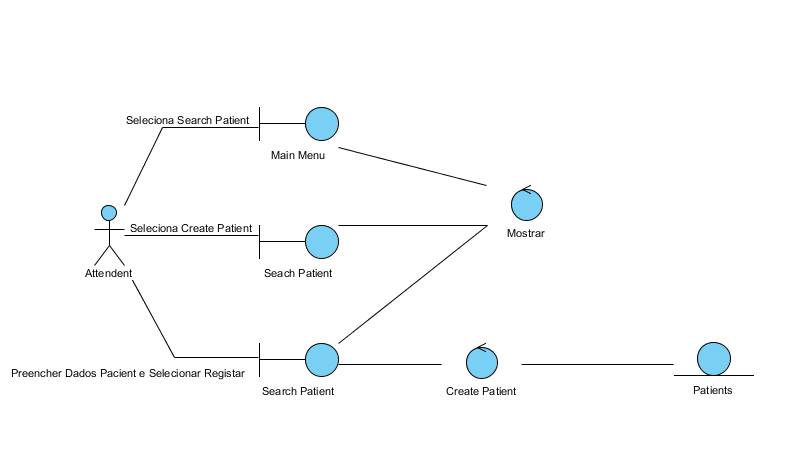 Seleciona Search Patient
Main Menu
Mostrar
Seleciona Create Patient
Attendent
Seach Patient
Preencher Dados Pacient e Selecionar Registar
Search Patient
Create Patient
Patients